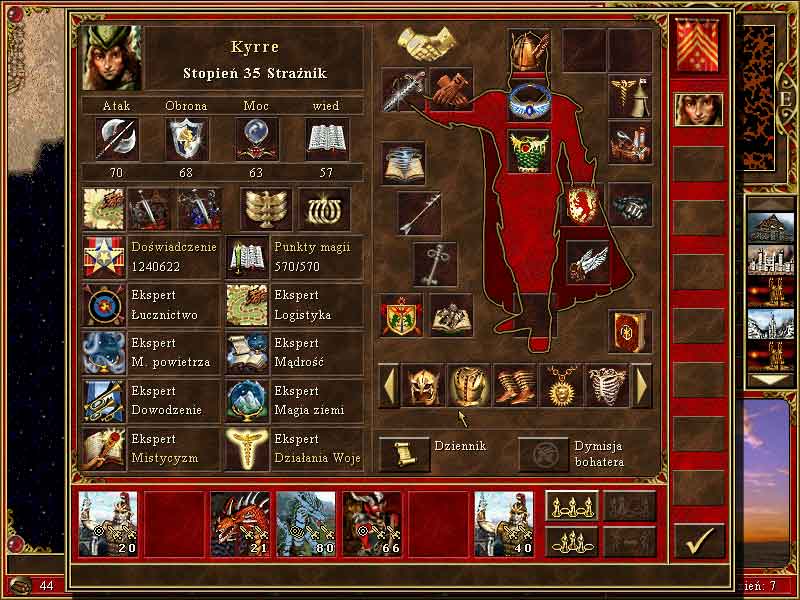 Kyrre
Stopień 35 Strażnik
Atak Obrona Moc wied
70 68 63 57
Doświadczenie
1240622
Punkty magii
570/570
Ekspert
Łucznictwo
Ekspert
Logistyka
Ekspert
M. powietrza
Ekspert
Mądrość
Ekspert
Dowodzenie
Ekspert
Magia ziemi
Ekspert
Mistycyzm
Ekspert
Działania Woje
Dziennik
Dymisja
bohatera
20 21 80 66 40
44
ień: 7